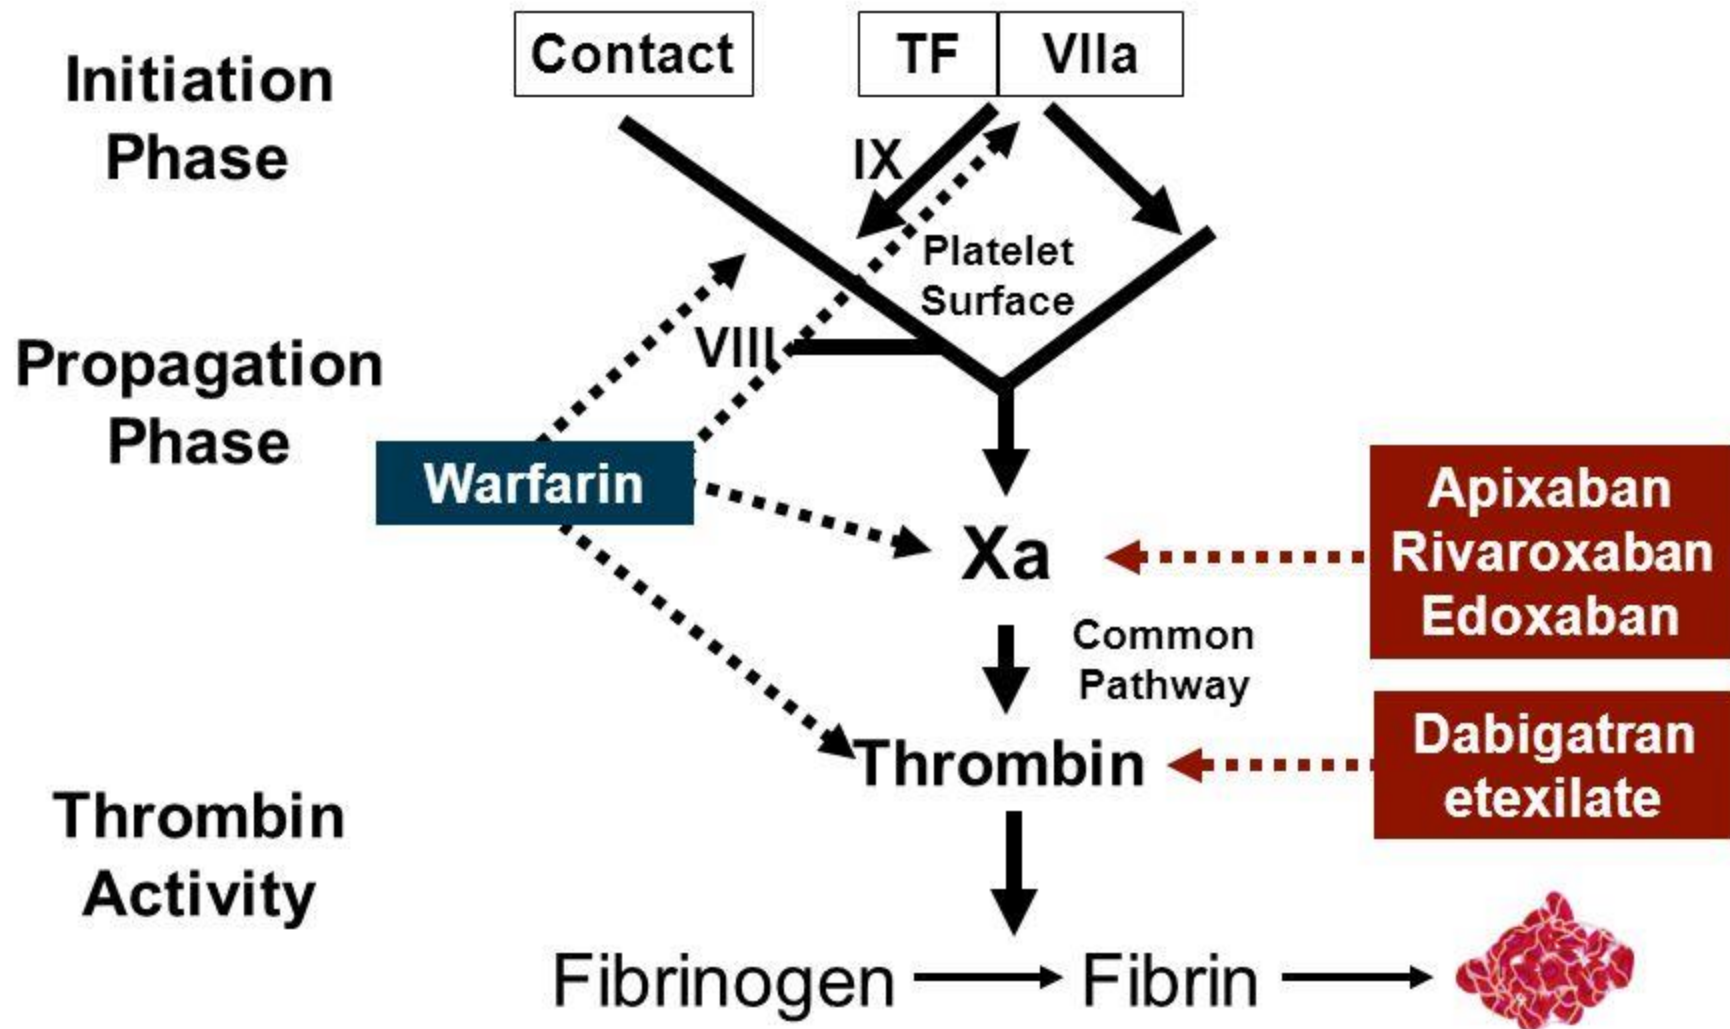 Initiation
Phase
Contact
TF
VIIa
IX
Platelet
Surface
Propagation
Phase
VIII
Warfarin
Xa
Apixaban
Rivaroxaban
Edoxaban
Common
Pathway
Thrombin
Dabigatran
etexilate
Thrombin
Activity
Fibrinogen
Fibrin